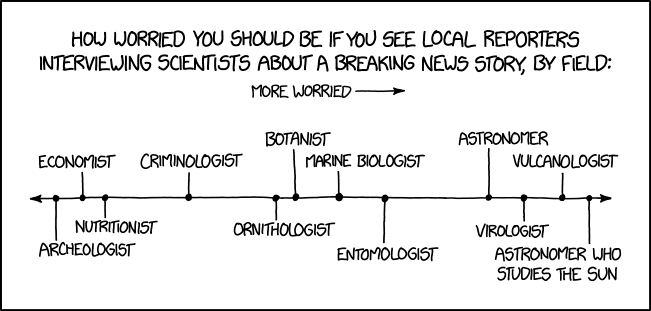 HOW WORRIED YOU SHOULD BE IF YOU SEE LOCAL REPORTERS
INTERVIEWING SCIENTISTS ABOUT A BREAKING NEWS STORY, BY FIELD:
MORE WORRIED
ARCHEOLOGIST
ECONOMIST
NUTRITIONIST
CRIMINOLOGIST
ORNITHOLOGIST
BOTANIST
MARINE BIOLOGIST
ENTOMOLOGIST
ASTRONOMER
VIROLOGIST
VULCANOLOGIST
ASTRONOMER WHO
STUDIES THE SUN